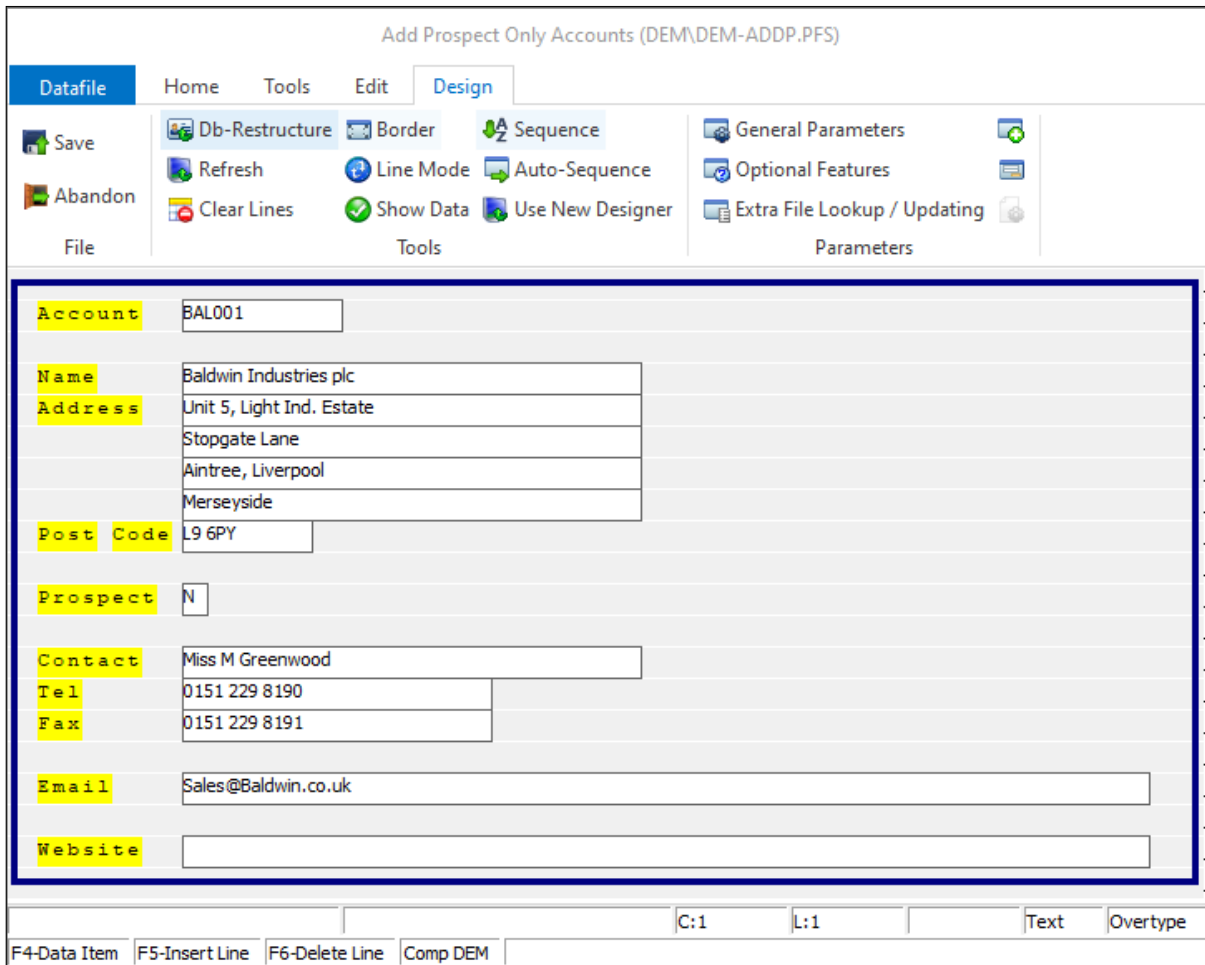 Add Prospect Only Accounts (DEM\DEM-ADDP.PFS)
Datafile Home Tools Edit Design
Save
Abandon
File
Db-Restructure Border Sequence
Refresh Line Mode Auto-Sequence
Clear Lines Show Data Use New Designer
Tools
General Parameters
Optional Features
Extra File Lookup / Updating
Parameters
Account BAL001
Name Baldwin Industries plc
Address Unit 5, Light Ind. Estate
Stopgate Lane
Aintree, Liverpool
Merseyside
Post Code L9 6PY
Prospect N
Contact Miss M Greenwood
Tel 0151 229 8190
Fax 0151 229 8191
Email Sales@Baldwin.co.uk
Website
C:1 L:1 Text Overtype
F4-Data Item F5-Insert Line F6-Delete Line Comp DEM